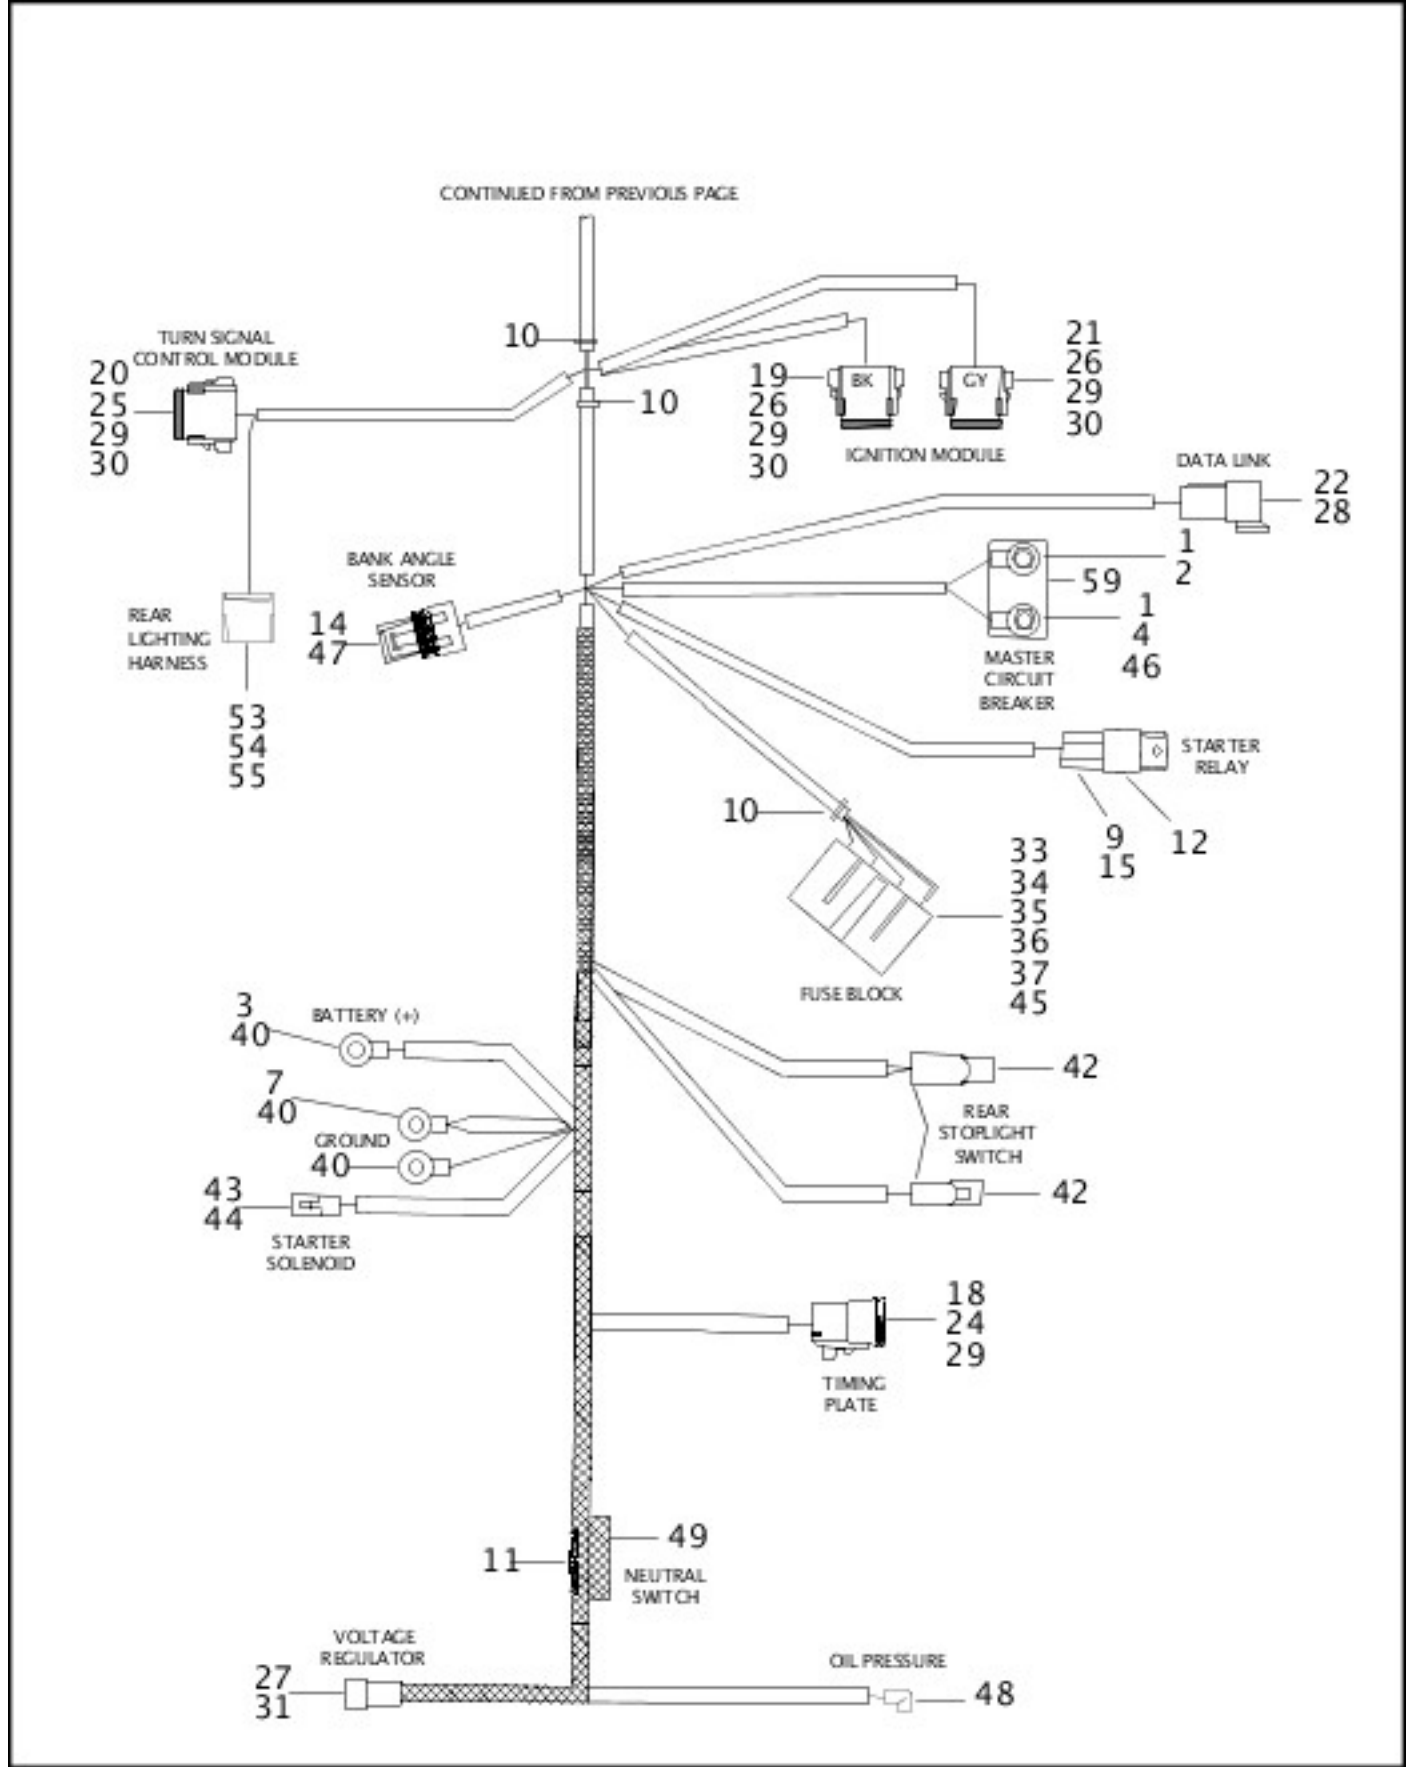 CONTINUED FROM PREVIOUS PAGE
10
TURN SIGNAL
CONTROL MODULE
20
25
29
30
10
19
26
29
30
BK
GY
21
26
29
30
IGNITION MODULE
DATA LINK
22
28
BANK ANGLE
SENSOR
14
47
1
2
59
1
4
46
MASTER
CIRCUIT
BREAKER
REAR
LIGHTING
HARNESS
53
54
55
STARTER
RELAY
9
15
12
10
33
34
35
36
37
45
FUSE BLOCK
3
40
BATTERY (+)
7
40
GROUND
40
43
44
STARTER
SOLENOID
42
REAR
STOPLIGHT
SWITCH
42
18
24
29
TIMING
PLATE
11
49
NEUTRAL
SWITCH
VOLTAGE
REGULATOR
27
31
OIL PRESSURE
48